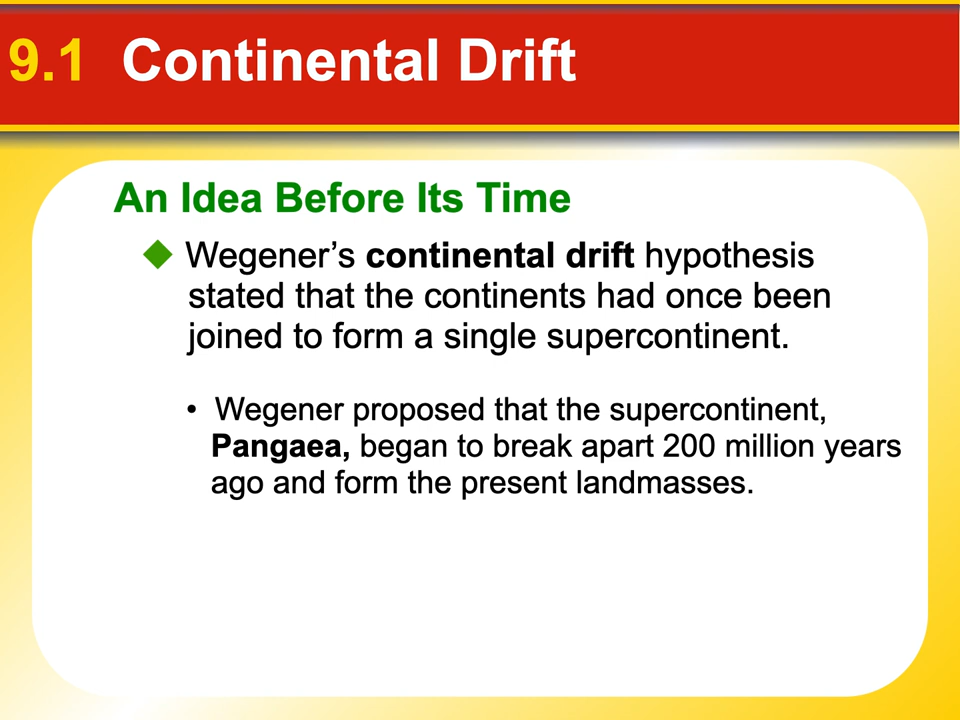 9.1 Continental Drift
An Idea Before Its Time
◆ Wegener’s continental drift hypothesis
stated that the continents had once been
joined to form a single supercontinent.
• Wegener proposed that the supercontinent,
Pangaea, began to break apart 200 million years
ago and form the present landmasses.